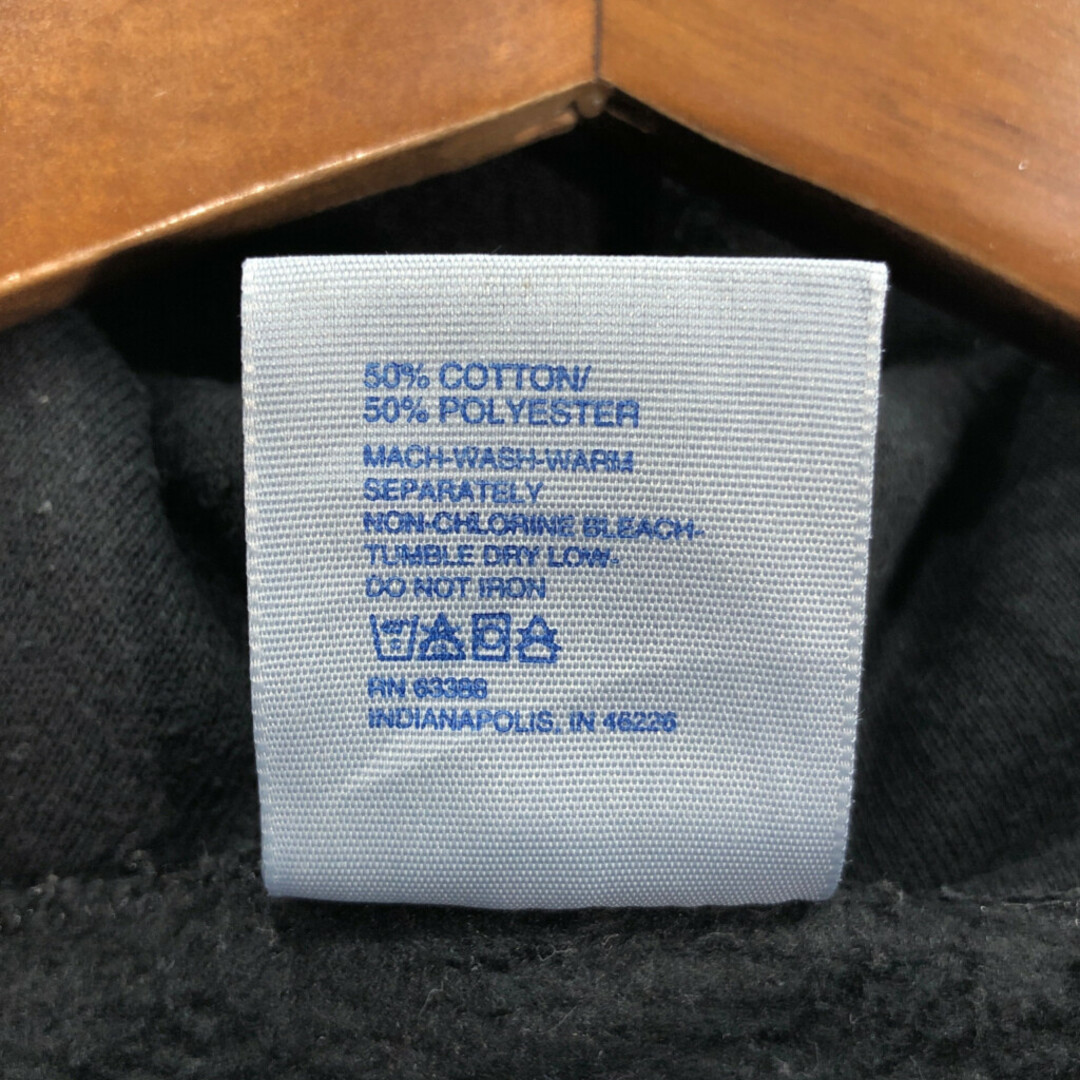 50% COTTON/
50% POLYESTER
MACH-WASH-WARM
SEPARATELY
NON-CHLORINE BLEACH-
TUMBLE DRY LOW-
DO NOT IRON
RN 63386
INDIANAPOLIS, IN 46226